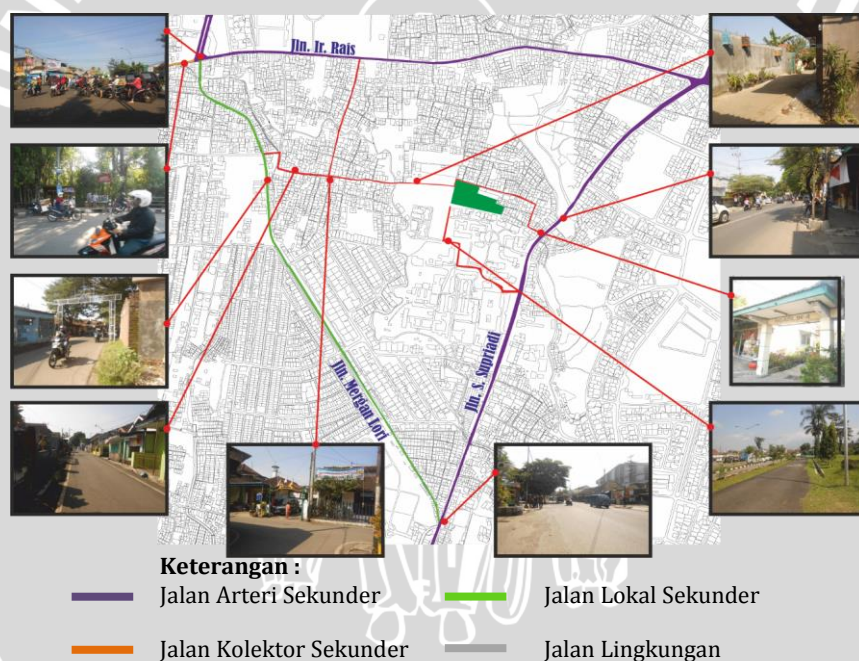 Jln. Ir. Rais
Jln. Mergan Lori
Jln. S. Supriadi
Keterangan :
Jalan Arteri Sekunder
Jalan Lokal Sekunder
Jalan Kolektor Sekunder
Jalan Lingkungan